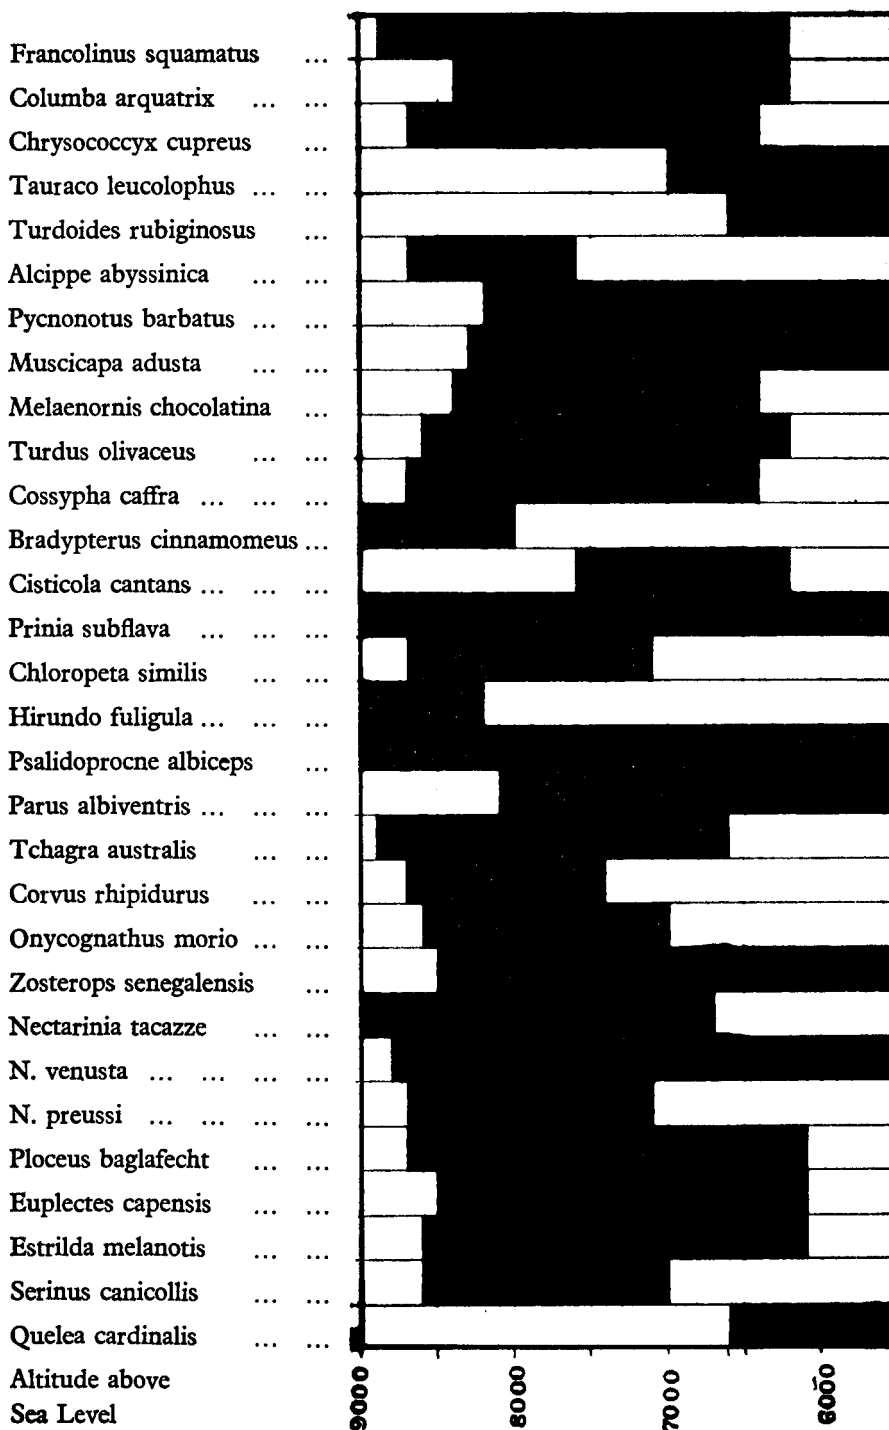 Francolinus squamatus ...
Columba arquatrix ... ...
Chrysococcyx cupreus ...
Tauraco leucolophus ... ...
Turdoides rubiginosus ...
Alcippe abyssinica ... ...
Pycnonotus barbatus ... ...
Muscicapa adusta ... ...
Melaenornis chocolatina ...
Turdus olivaceus ... ...
Cossypha caffra ... ... ...
Bradypterus cinnamomeus ...
Cisticola cantans ... ... ...
Prinia subflava ... ... ...
Chloropeta similis ... ...
Hirundo fuligula ... ... ...
Psalidoprocne albiceps ...
Parus albiventris ... ... ...
Tchagra australis ... ...
Corvus rhipidurus ... ...
Onycognathus morio ... ...
Zosterops senegalensis ...
Nectarinia tacazze ... ...
N. venusta ... ... ... ...
N. preussi ... ... ... ...
Ploceus baglafecht ... ...
Euplectes capensis ... ...
Estrilda melanotis ... ...
Serinus canicollis ... ...
Quelea cardinalis ... ...
Altitude above
Sea Level
9000 8000 7000 6000